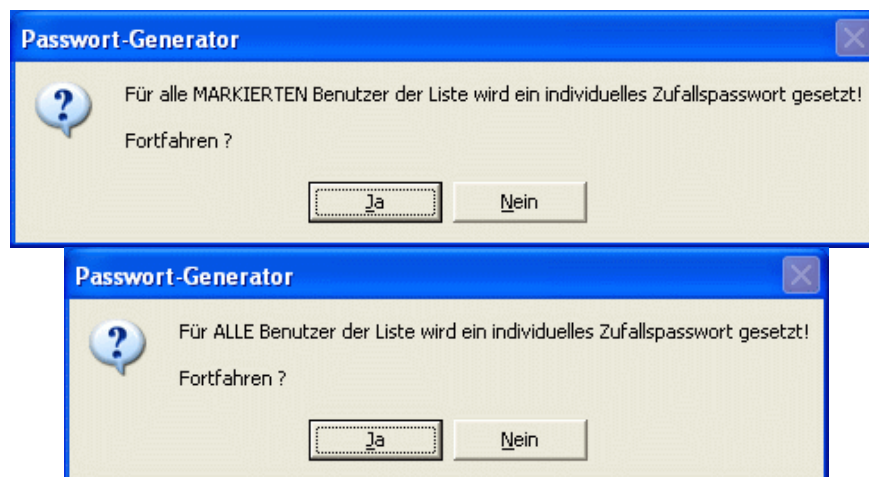 Passwort-Generator
Für alle MARKIERTEN Benutzer der Liste wird ein individuelles Zufallspasswort gesetzt!
Fortfahren ?
Ja Nein
Passwort-Generator
Für ALLE Benutzer der Liste wird ein individuelles Zufallspasswort gesetzt!
Fortfahren ?
Ja Nein